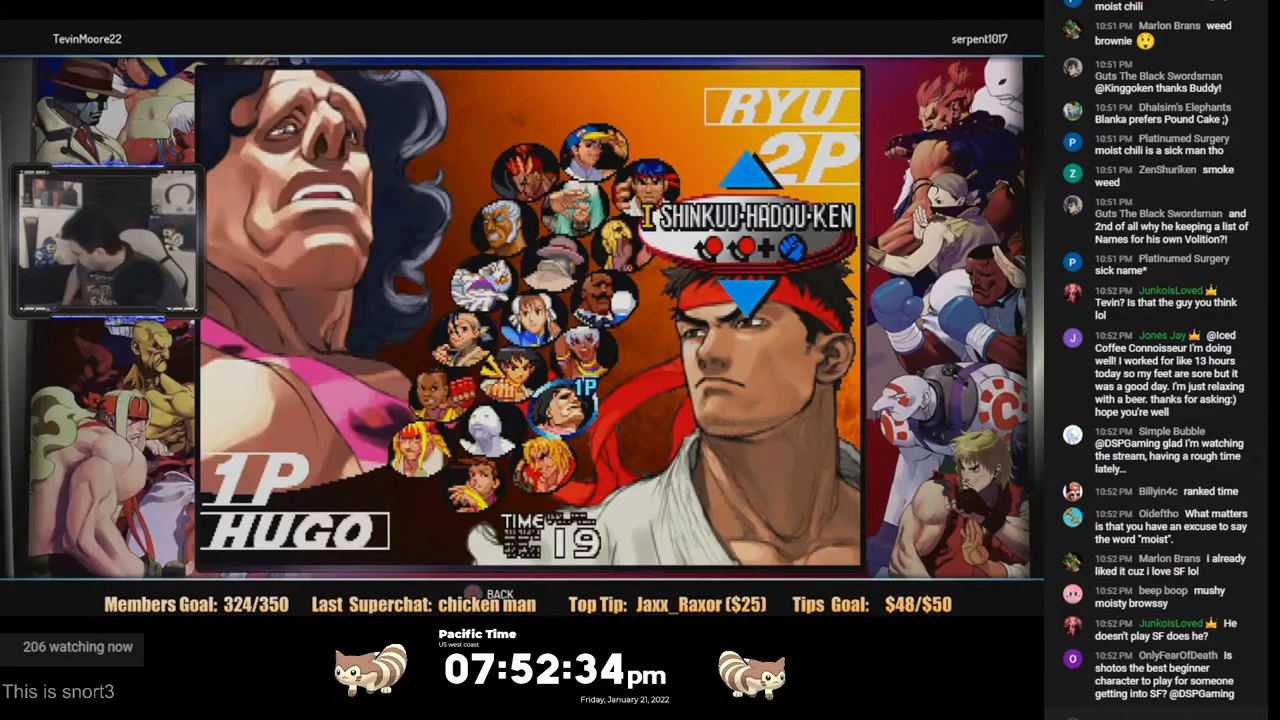 TevinMoore22
serpent1017
RYU
2P
I SHINKUU·HADOU·KEN
+
1P
1P
HUGO
TIME
19
BACK
Members Goal: 324/350
Last Superchat: chicken man
Top Tip: Jaxx_Raxor ($25)
Tips Goal: $48/$50
206 watching now
This is snort3
Pacific Time
US west coast
07:52:34pm
Friday, January 21, 2022
moist chili
10:51 PM Marlon Brans weed
brownie
10:51 PM
Guts The Black Swordsman
@Kinggoken thanks Buddy!
10:51 PM Dhalsim's Elephants
Blanka prefers Pound Cake ;)
10:51 PM Platinumed Surgery
moist chili is a sick man tho
10:51 PM ZenShuriken smoke
weed
10:51 PM
Guts The Black Swordsman and
2nd of all why he keeping a list of
Names for his own Volition?!
10:51 PM Platinumed Surgery
sick name*
10:52 PM JunkoisLoved
Tevin? Is that the guy you think
lol
10:52 PM Jones Jay @Iced
Coffee Connoisseur I'm doing
well! I worked for like 13 hours
today so my feet are sore but it
was a good day. I'm just relaxing
with a beer. thanks for asking:)
hope you're well
10:52 PM Simple Bubble
@DSPGaming glad I'm watching
the stream, having a rough time
lately...
10:52 PM Billyin4c ranked time
10:52 PM Oideftho What matters
is that you have an excuse to say
the word "moist".
10:52 PM Marlon Brans i already
liked it cuz i love SF lol
10:52 PM beep boop mushy
moisty browssy
10:52 PM JunkoisLoved He
doesn't play SF does he?
10:52 PM OnlyFearOfDeath Is
shotos the best beginner
character to play for someone
getting into SF? @DSPGaming